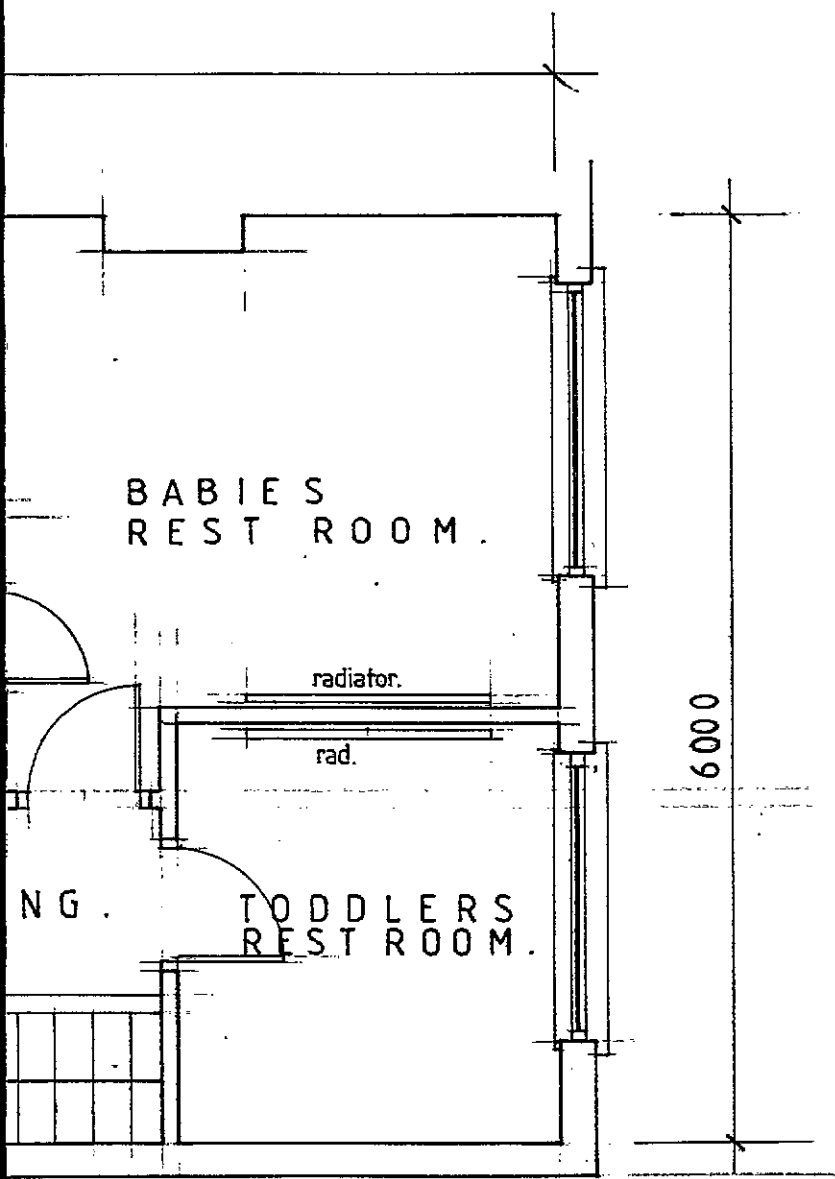 BABIES
REST ROOM.
radiator.
rad.
6000
NG.
TODDLERS
REST ROOM.